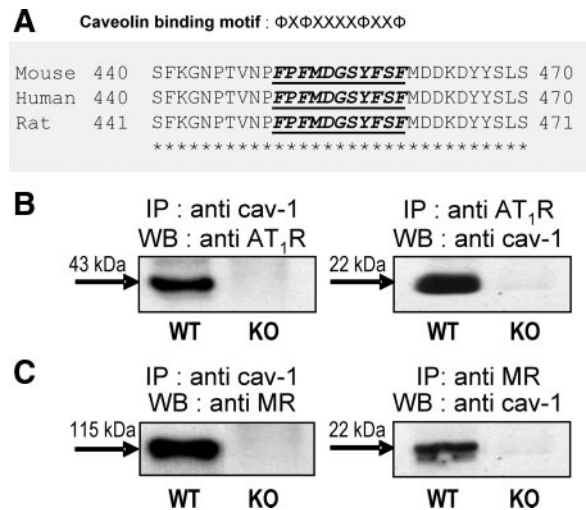 A
Caveolin binding motif : ΦXΦXXXXΦXXΦ
Mouse 440 SFKGNPTVNPFPFMDGSYFSFMDDKDYYSLS 470
Human 440 SFKGNPTVNPFPFMDGSYFSFMDDKDYYSLS 470
Rat 441 SFKGNPTVNPFPFMDGSYFSFMDDKDYYSLS 471
*******************************
B
IP : anti cav-1
WB : anti AT₁R
43 kDa
WT KO
IP : anti AT₁R
WB : anti cav-1
22 kDa
WT KO
C
IP : anti cav-1
WB : anti MR
115 kDa
WT KO
IP: anti MR
WB : anti cav-1
22 kDa
WT KO